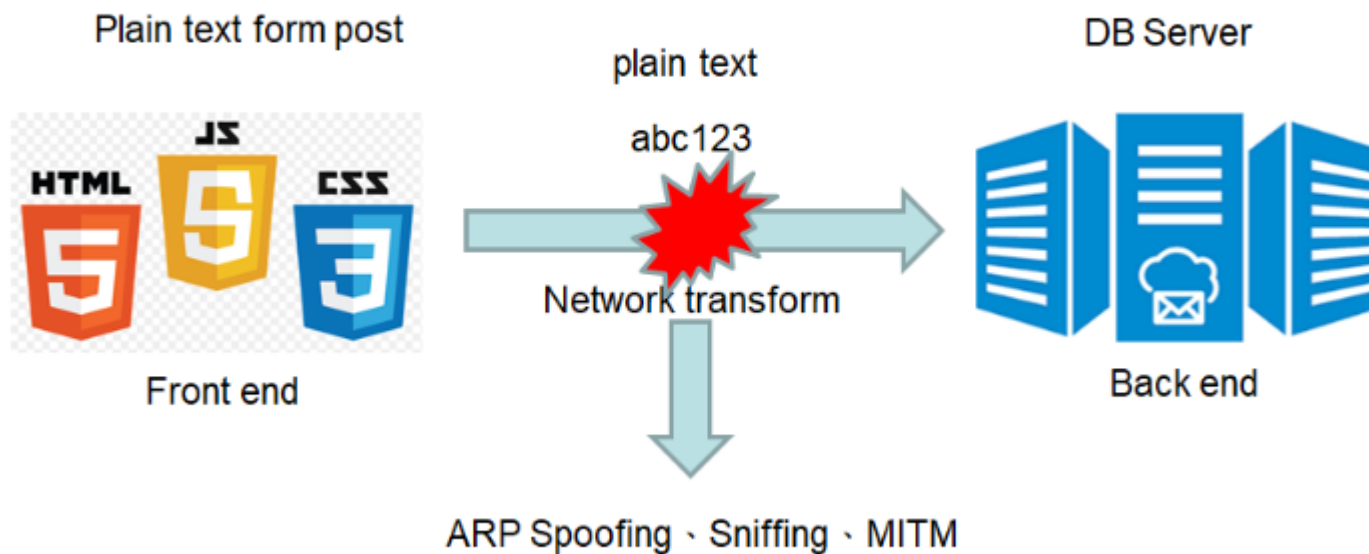 Plain text form post
DB Server
plain text
abc123
JS
HTML
CSS
5
5
3
Network transform
Front end
Back end
ARP Spoofing、Sniffing、MITM